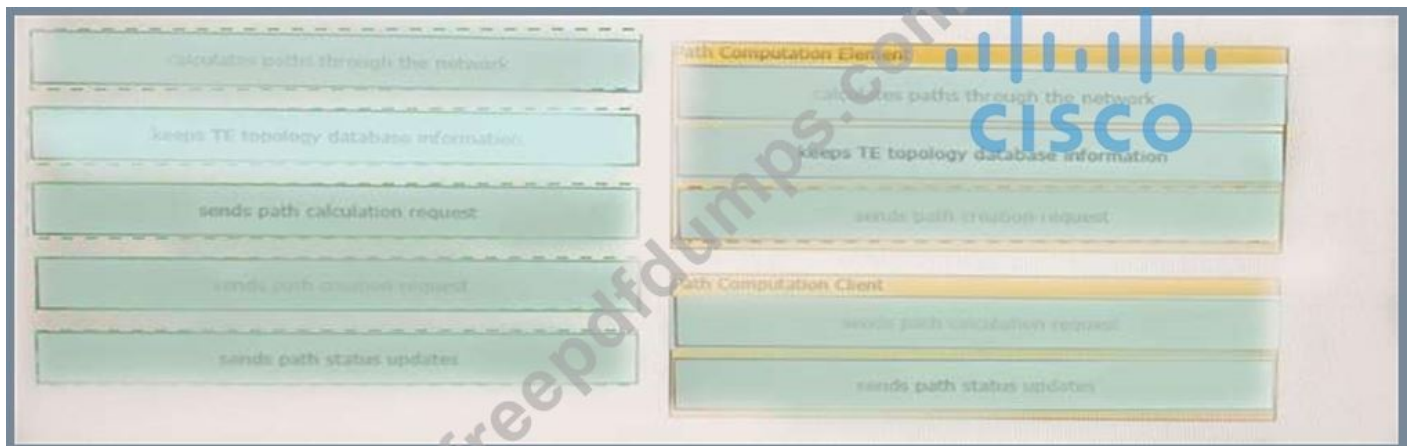 calculates paths through the network
keeps TE topology database information
sends path calculation request
sends path creation request
sends path status updates
Path Computation Element
calculates paths through the network
keeps TE topology database information
sends path creation request
Path Computation Client
sends path calculation request
sends path status updates
CISCO
freepdfdumps.com